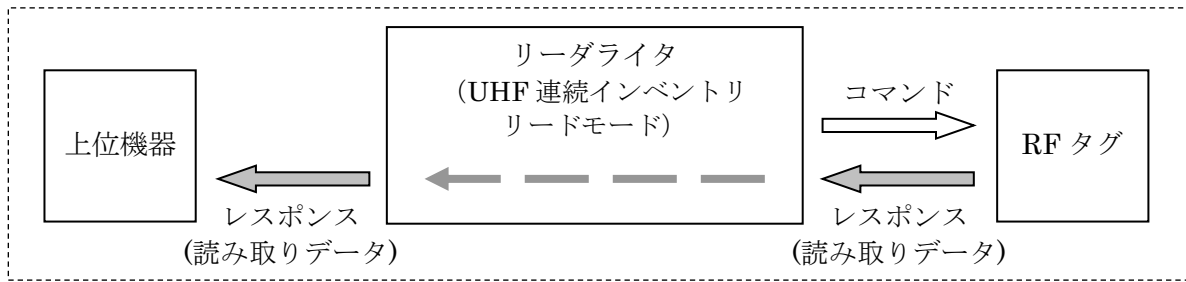 上位機器
レスポンス
(読み取りデータ)
リーダライタ
(UHF 連続インベントリ
リードモード)
コマンド
レスポンス
(読み取りデータ)
RF タグ